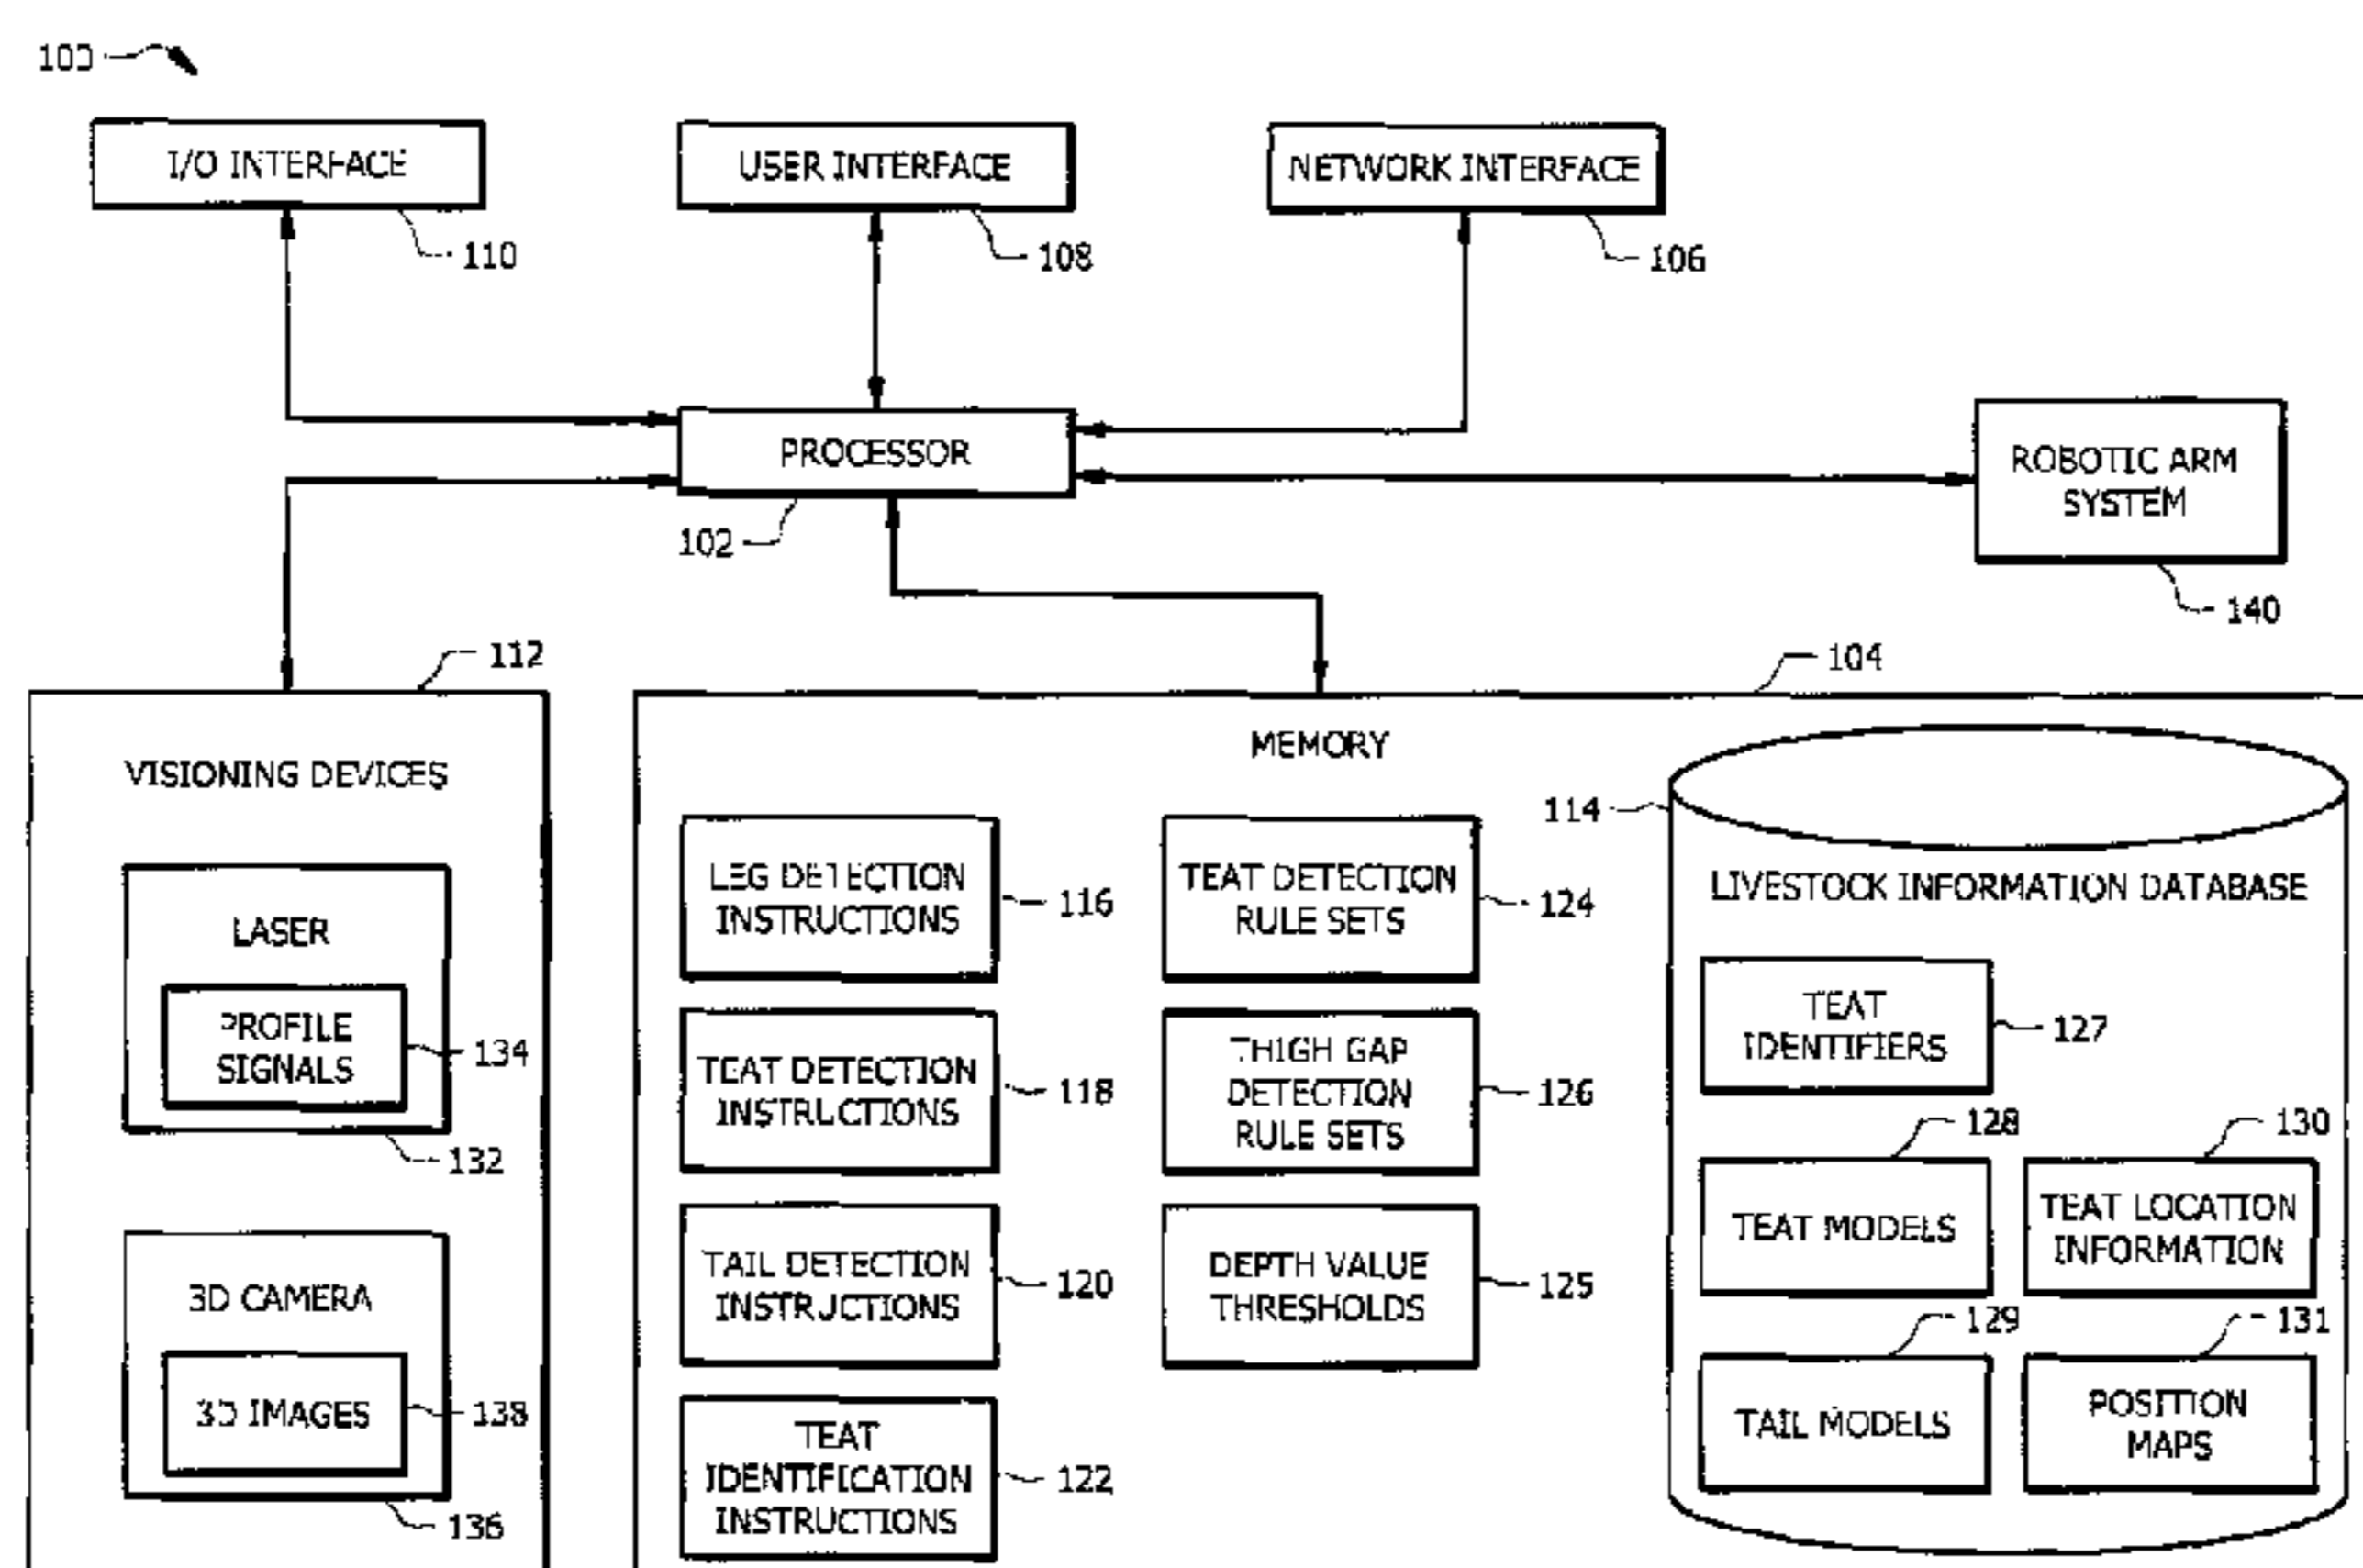 100
I/O INTERFACE
110
USER INTERFACE
108
NETWORK INTERFACE
106
PROCESSOR
102
ROBOTIC ARM
SYSTEM
140
112
VISIONING DEVICES
LASER
PROFILE
SIGNALS
134
132
3D CAMERA
3D IMAGES
138
136
104
MEMORY
LEG DETECTION
INSTRUCTIONS
116
TEAT DETECTION
INSTRUCTIONS
118
TAIL DETECTION
INSTRUCTIONS
120
TEAT
IDENTIFICATION
INSTRUCTIONS
122
TEAT DETECTION
RULE SETS
124
THIGH GAP
DETECTION
RULE SETS
126
DEPTH VALUE
THRESHOLDS
125
114
LIVESTOCK INFORMATION DATABASE
TEAT
IDENTIFIERS
127
128
TEAT MODELS
130
TEAT LOCATION
INFORMATION
129
TAIL MODELS
131
POSITION
MAPS